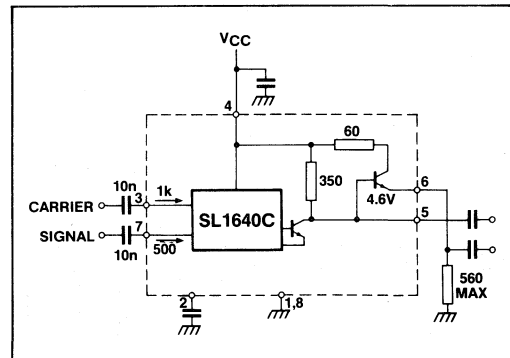 VCC
4
60
350
4.6V
6
5
10n
3
1k
CARRIER
SIGNAL
7
500
10n
SL1640C
2
1,8
560
MAX